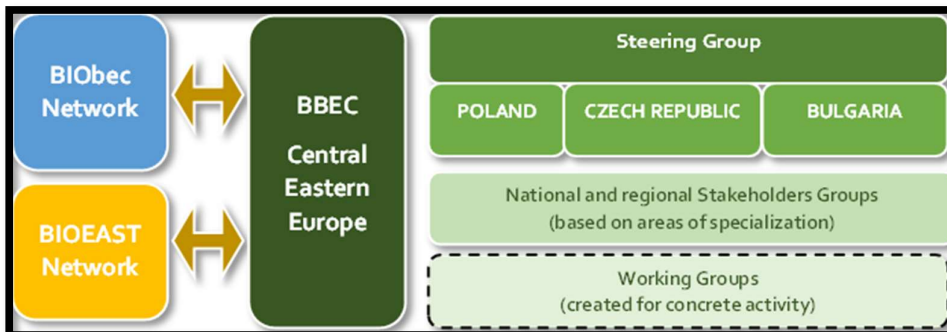 BIObec
Network
BIOEAST
Network
BBEC
Central
Eastern
Europe
Steering Group
POLAND
CZECH REPUBLIC
BULGARIA
National and regional Stakeholders Groups
(based on areas of specialization)
Working Groups
(created for concrete activity)